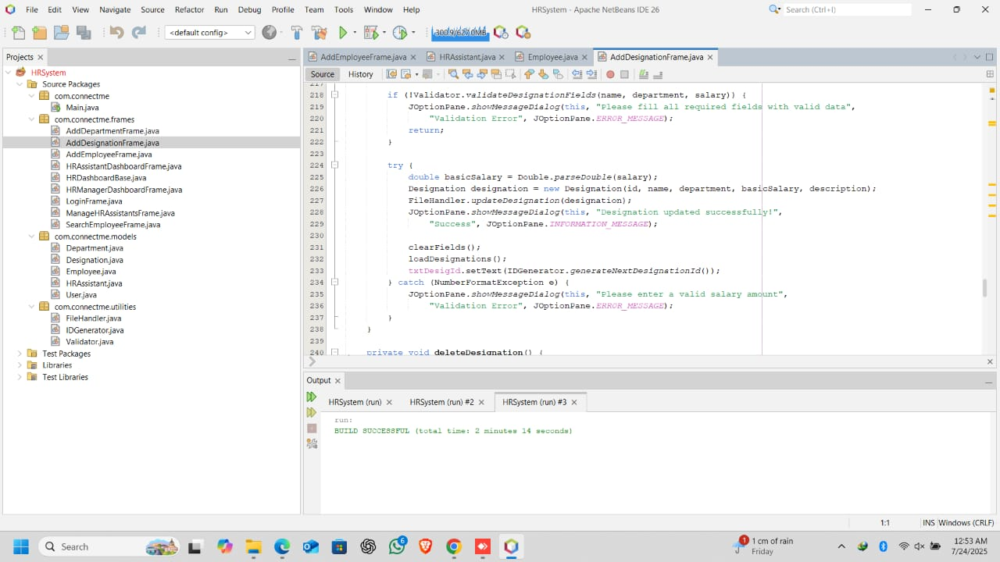 File Edit View Navigate Source Refactor Run Debug Profile Team Tools Window Help
HRSystem - Apache NetBeans IDE 26
Search (Ctrl+I)
<default config>
300.9/627.0MB
Projects
HRSystem
Source Packages
com.connectme
Main.java
com.connectme.frames
AddDepartmentFrame.java
AddDesignationFrame.java
AddEmployeeFrame.java
HRAssistantDashboardFrame.java
HRDashboardBase.java
HRManagerDashboardFrame.java
LoginFrame.java
ManageHRAssistantsFrame.java
SearchEmployeeFrame.java
com.connectme.models
Department.java
Designation.java
Employee.java
HRAssistant.java
User.java
com.connectme.utilities
FileHandler.java
IDGenerator.java
Validator.java
Test Packages
Libraries
Test Libraries
AddEmployeeFrame.java HRAssistant.java Employee.java AddDesignationFrame.java
Source History
217
218 if (!Validator.validateDesignationFields(name, department, salary)) {
219 JOptionPane.showMessageDialog(this, "Please fill all required fields with valid data",
220 "Validation Error", JOptionPane.ERROR_MESSAGE);
221 return;
222 }
223
224 try {
225 double basicSalary = Double.parseDouble(salary);
226 Designation designation = new Designation(id, name, department, basicSalary, description);
227 FileHandler.updateDesignation(designation);
228 JOptionPane.showMessageDialog(this, "Designation updated successfully!",
229 "Success", JOptionPane.INFORMATION_MESSAGE);
230
231 clearFields();
232 loadDesignations();
233 txtDesigId.setText(IDGenerator.generateNextDesignationId());
234 } catch (NumberFormatException e) {
235 JOptionPane.showMessageDialog(this, "Please enter a valid salary amount",
236 "Validation Error", JOptionPane.ERROR_MESSAGE);
237 }
238 }
239
240 private void deleteDesignation() {
Output
HRSystem (run) HRSystem (run) #2 HRSystem (run) #3
run:
BUILD SUCCESSFUL (total time: 2 minutes 14 seconds)
1:1 INS Windows (CRLF)
Search
6
1
1 cm of rain
Friday
12:53 AM
7/24/2025